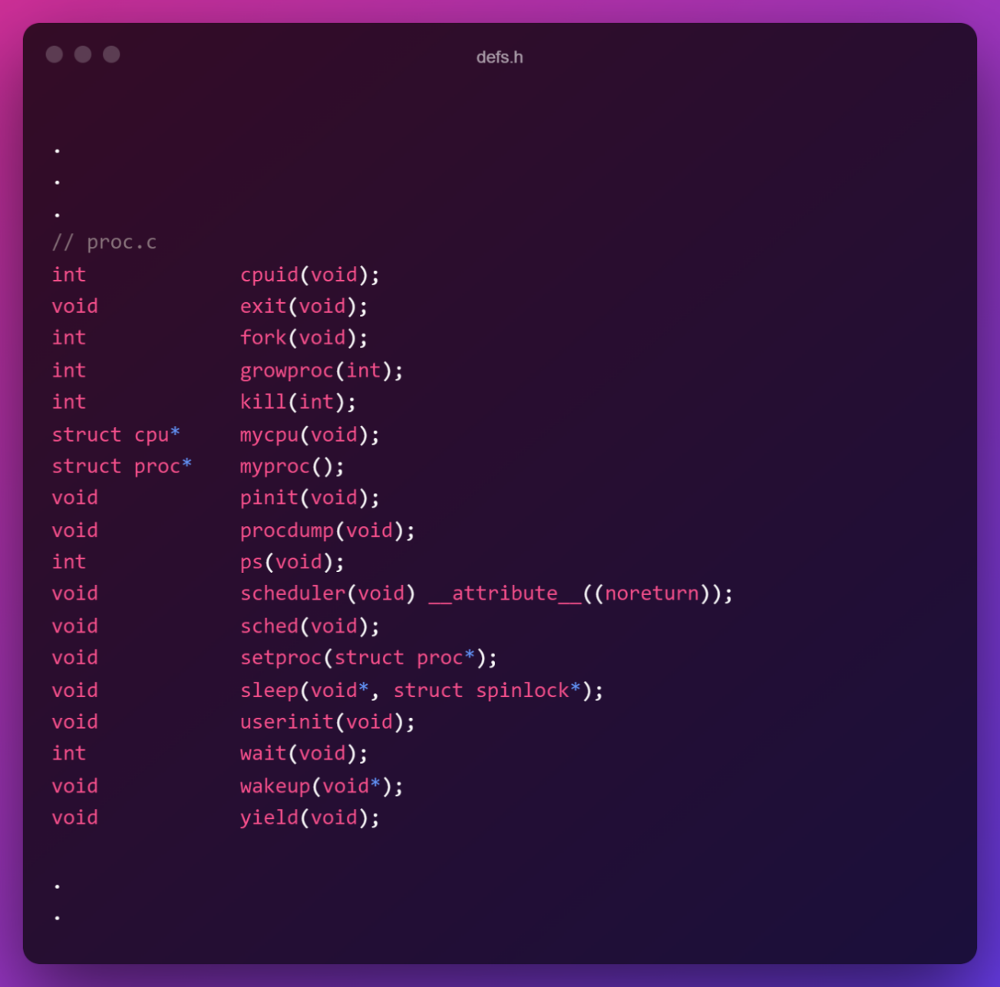 defs.h
.
.
.
// proc.c
int             cpuid(void);
void            exit(void);
int             fork(void);
int             growproc(int);
int             kill(int);
struct cpu*     mycpu(void);
struct proc*    myproc();
void            pinit(void);
void            procdump(void);
int             ps(void);
void            scheduler(void) __attribute__((noreturn));
void            sched(void);
void            setproc(struct proc*);
void            sleep(void*, struct spinlock*);
void            userinit(void);
int             wait(void);
void            wakeup(void*);
void            yield(void);
.
.